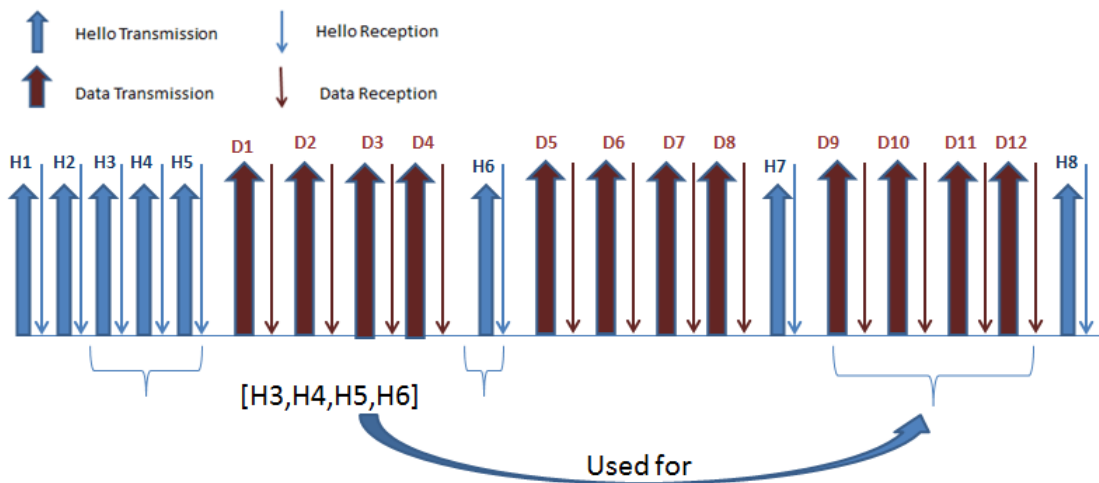 Hello Transmission
Hello Reception
Data Transmission
Data Reception
H1 H2 H3 H4 H5 D1 D2 D3 D4 H6 D5 D6 D7 D8 H7 D9 D10 D11 D12 H8
[H3,H4,H5,H6]
Used for